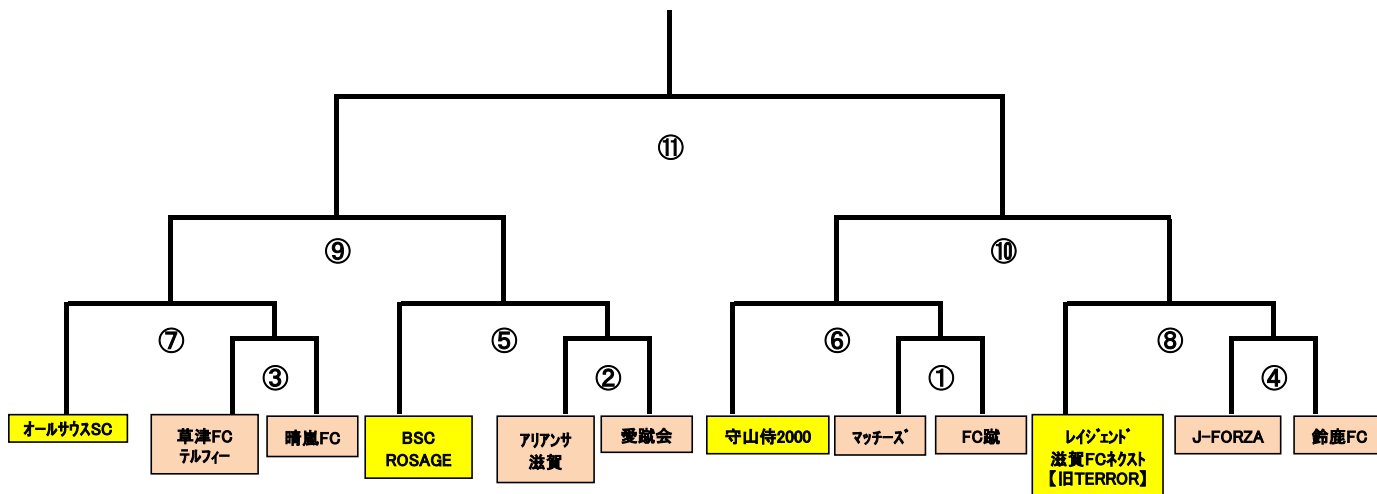 ⑪
⑨
⑩
⑦
⑤
⑥
⑧
③
②
①
④
オールサウスSC
草津FC
テルフィー
晴嵐FC
BSC
ROSAGE
アリアンサ
滋賀
愛蹴会
守山侍2000
マッチーズ
FC蹴
レイジェンド
滋賀FCネクスト
【旧TERROR】
J-FORZA
鈴鹿FC